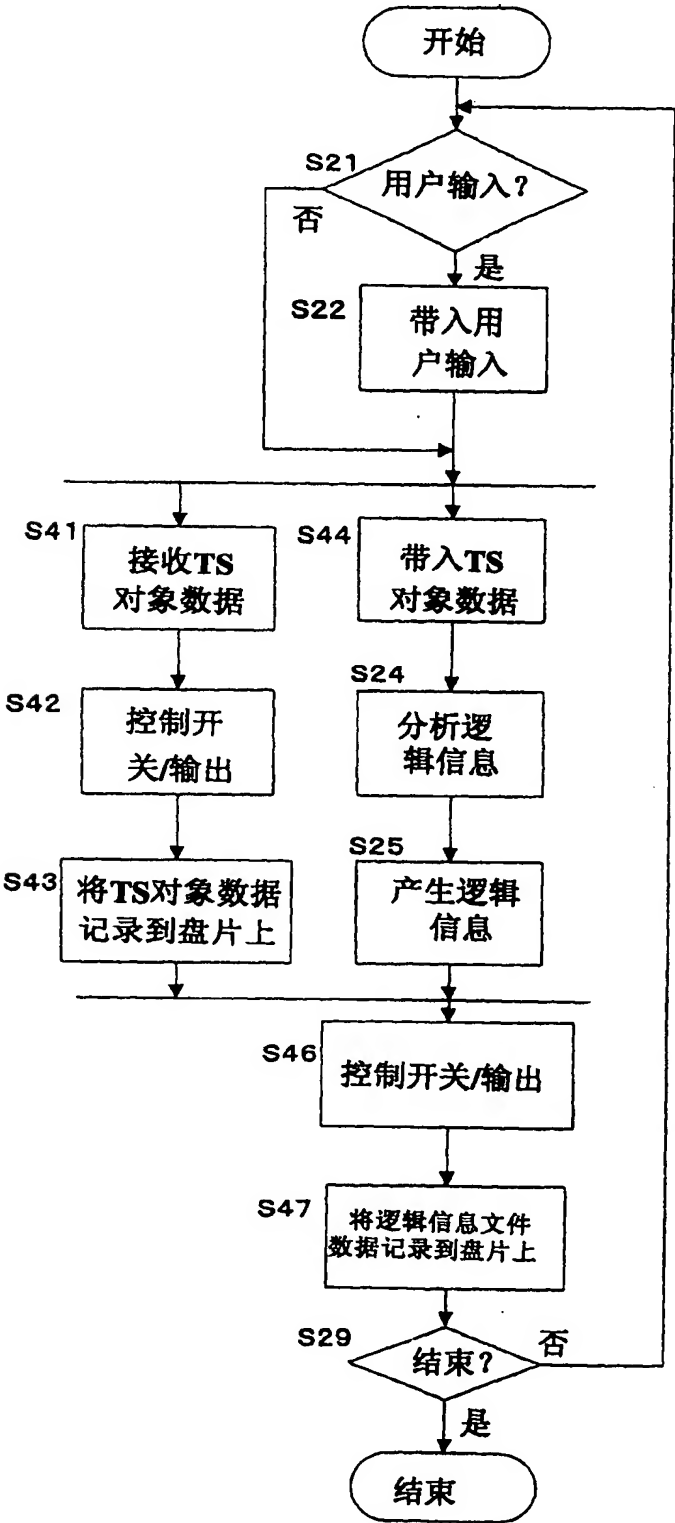 开始
S21
用户输入?
否
是
S22
带入用
户输入
S41
接收TS
对象数据
S44
带入TS
对象数据
S42
控制开
关/输出
S24
分析逻
辑信息
S43
将TS对象数据
记录到盘片上
S25
产生逻辑
信息
S46
控制开关/输出
S47
将逻辑信息文件
数据记录到盘片上
S29
结束?
否
是
结束